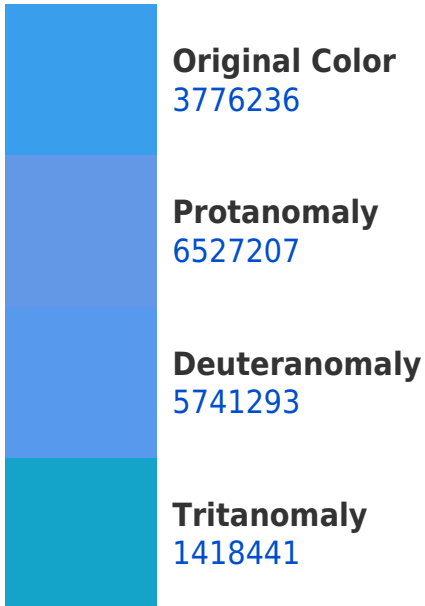 Original Color
3776236
Protanomaly
6527207
Deuteranomaly
5741293
Tritanomaly
1418441